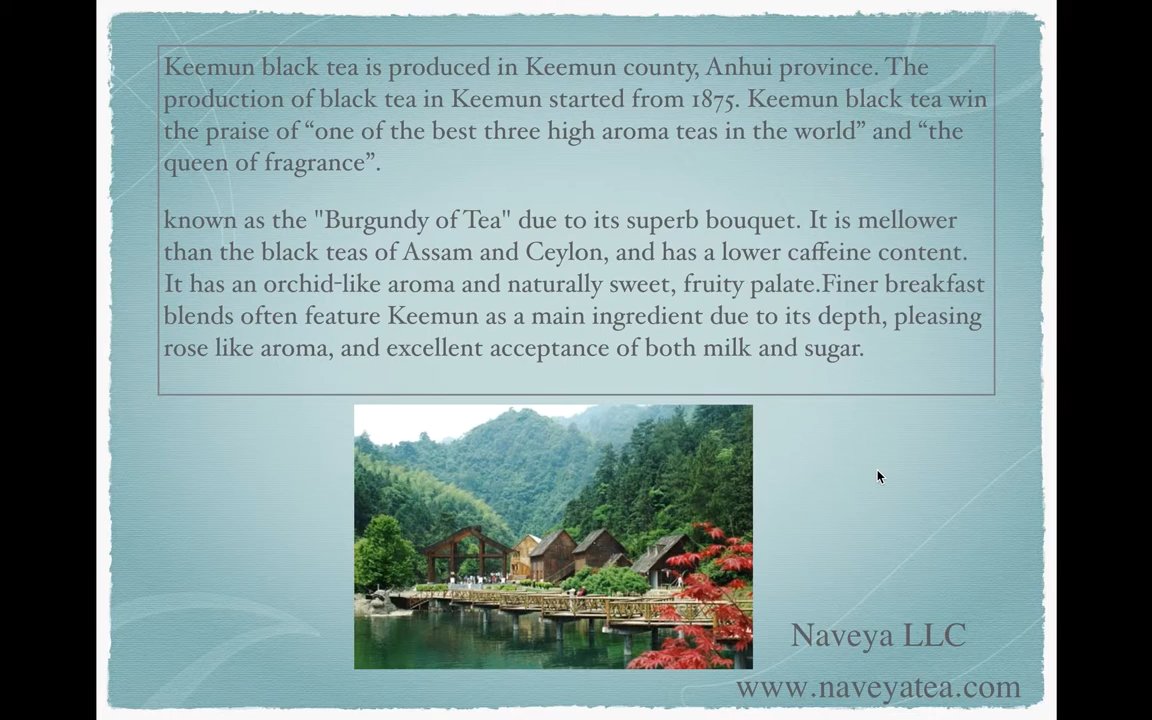 Keemun black tea is produced in Keemun county, Anhui province. The
production of black tea in Keemun started from 1875. Keemun black tea win
the praise of “one of the best three high aroma teas in the world” and “the
queen of fragrance”.
known as the "Burgundy of Tea" due to its superb bouquet. It is mellower
than the black teas of Assam and Ceylon, and has a lower caffeine content.
It has an orchid-like aroma and naturally sweet, fruity palate.Finer breakfast
blends often feature Keemun as a main ingredient due to its depth, pleasing
rose like aroma, and excellent acceptance of both milk and sugar.
Naveya LLC
www.naveyatea.com